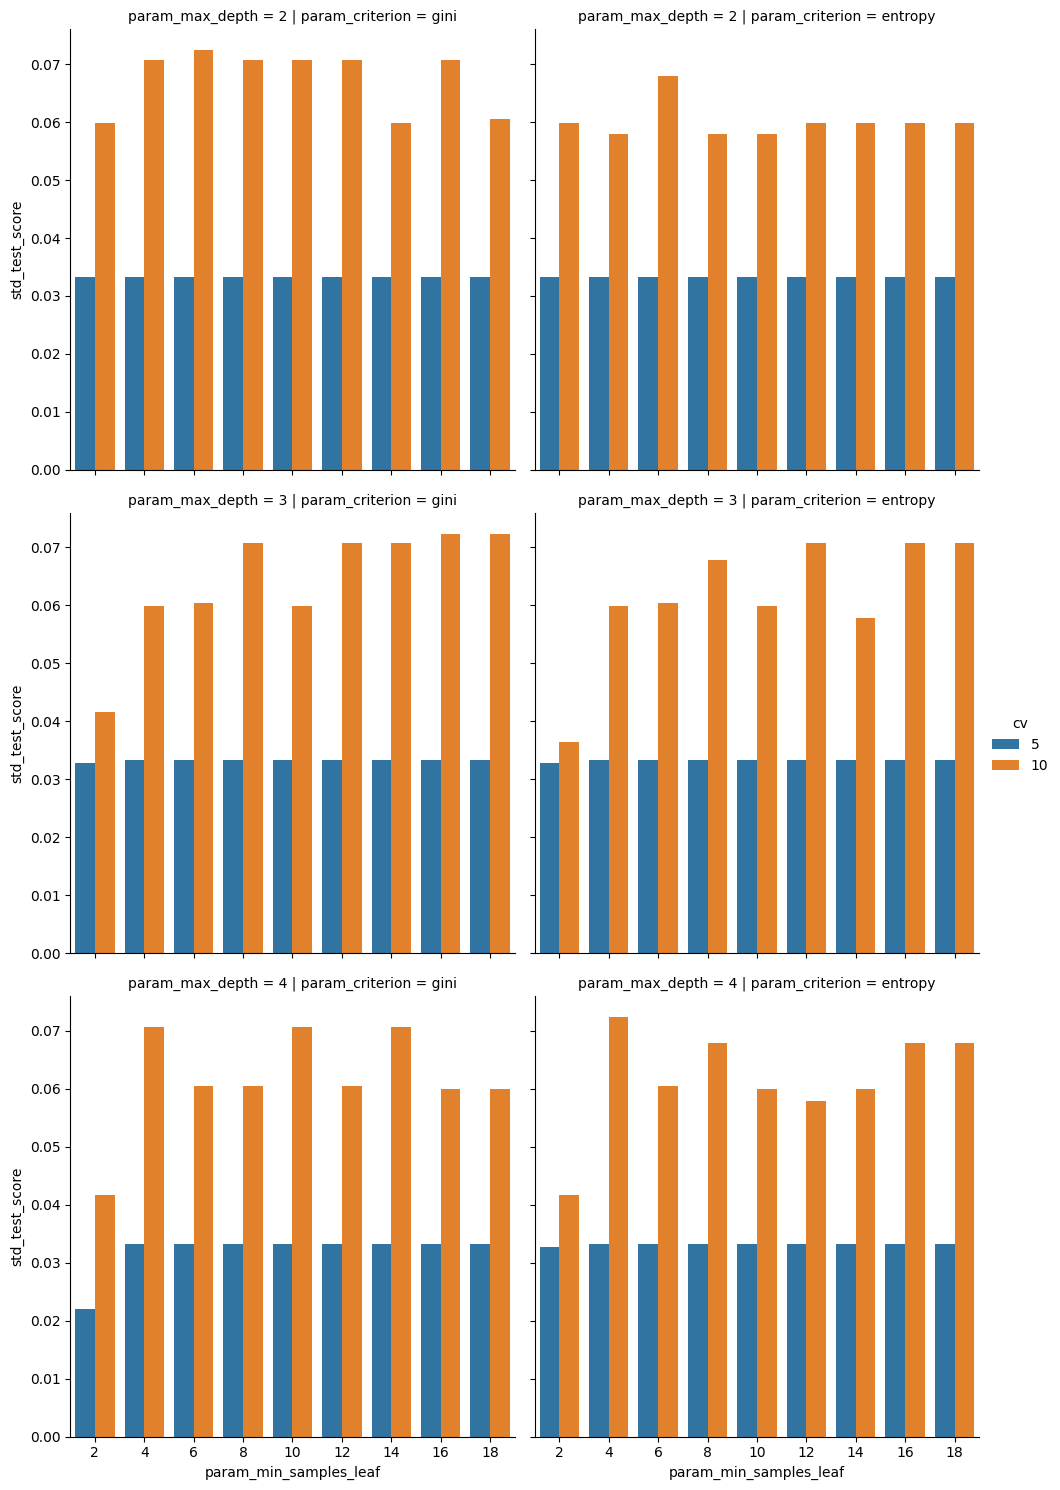 param_max_depth = 2 | param_criterion = gini
param_max_depth = 2 | param_criterion = entropy
0.07
0.06
0.05
0.04
0.03
0.02
0.01
0.00
std_test_score
param_max_depth = 3 | param_criterion = gini
param_max_depth = 3 | param_criterion = entropy
0.07
0.06
0.05
0.04
0.03
0.02
0.01
0.00
std_test_score
cv
5
10
param_max_depth = 4 | param_criterion = gini
param_max_depth = 4 | param_criterion = entropy
0.07
0.06
0.05
0.04
0.03
0.02
0.01
0.00
std_test_score
2 4 6 8 10 12 14 16 18
2 4 6 8 10 12 14 16 18
param_min_samples_leaf
param_min_samples_leaf